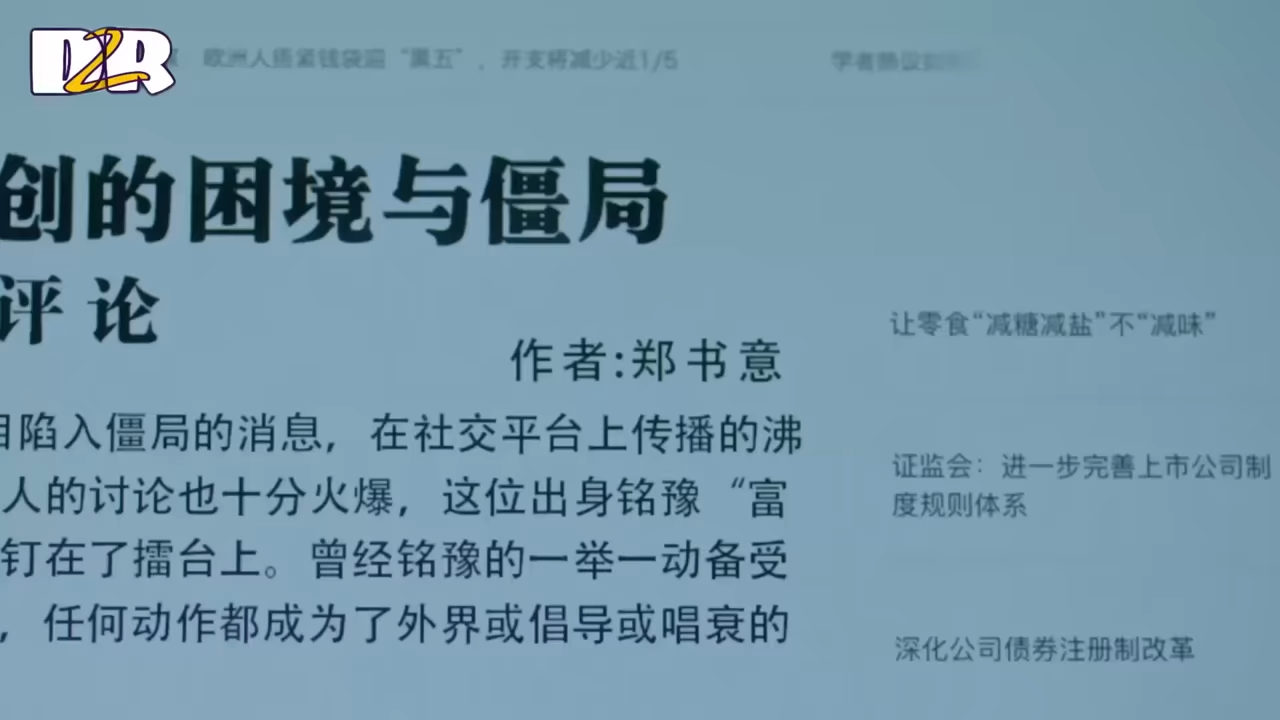 DZR
欧洲人捂紧钱袋迎“黑五”，开支将减少近1/5
学者热议
创的困境与僵局
评论
作者:郑书意
陷入僵局的消息，在社交平台上传播的沸
人的讨论也十分火爆，这位出身铭豫“富
钉在了擂台上。曾经铭豫的一举一动备受
，任何动作都成为了外界或倡导或唱衰的
让零食“减糖减盐”不“减味”
证监会：进一步完善上市公司制
度规则体系
深化公司债券注册制改革